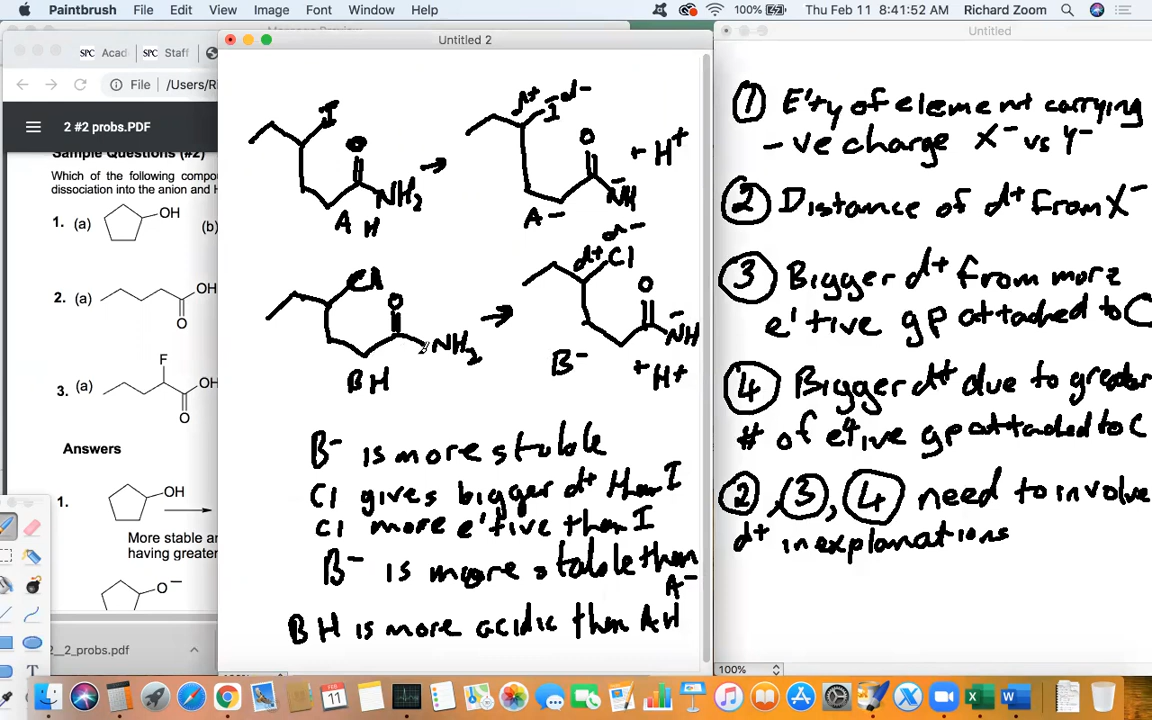 Paintbrush File Edit View Image Font Window Help 100% Thu Feb 11 8:41:52 AM Richard Zoom
SPC Acad SPC Staff
File /Users/Ri
2 #2 probs.PDF
Sample Questions (#2)
Which of the following compo
dissociation into the anion and H
1. (a) OH (b)
2. (a) OH
O
F
3. (a) OH
O
Answers
1. OH
More stable an
having greater
O−
2__2_probs.pdf
Untitled 2
I
O
NH2
A H
d+ I d−
O
NH
−
A−
+ H+
Cl
O
NH2
BH
d+ Cl d−
O
NH
−
B−
+ H+
B− is more stable
Cl gives bigger d+ than I
Cl more e'tive than I
B− is more stable than
A−
BH is more acidic than AH
Untitled
① E'ty of element carrying
−ve charge X− vs Y−
② Distance of d+ from X−
③ Bigger d+ from more
e'tive gp attached to C
④ Bigger d+ due to greater
# of e'tive gp attached to C
②, ③, ④ need to involve
d+ in explanations
100%
11